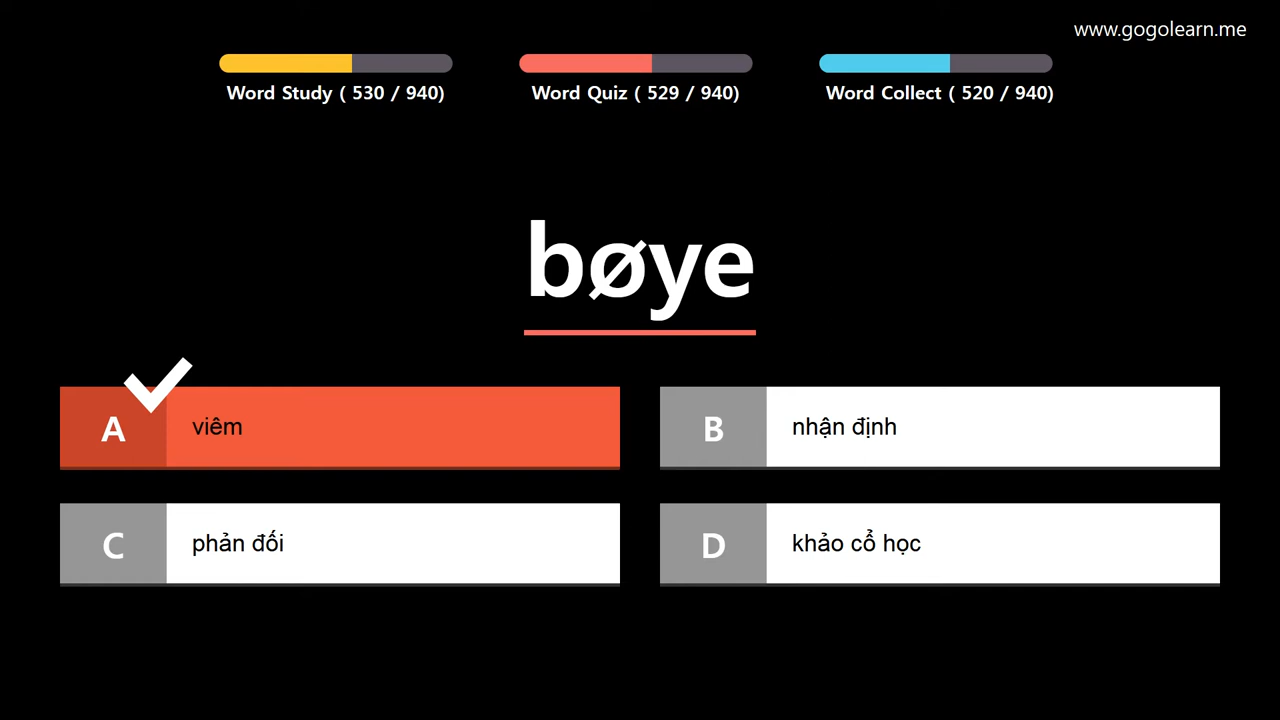 www.gogolearn.me
Word Study ( 530 / 940)
Word Quiz ( 529 / 940)
Word Collect ( 520 / 940)
bøye
A viêm
B nhận định
C phản đối
D khảo cổ học